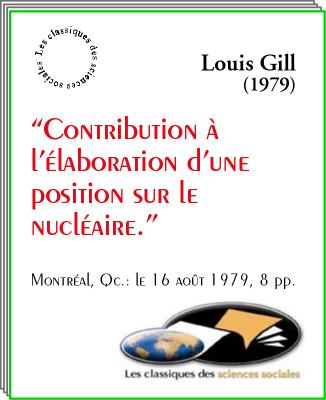 Les classiques des sciences sociales
Louis Gill
(1979)
“Contribution à
l’élaboration d’une
position sur le
nucléaire.”
Montréal, Qc.: le 16 août 1979, 8 pp.
Les classiques des sciences sociales